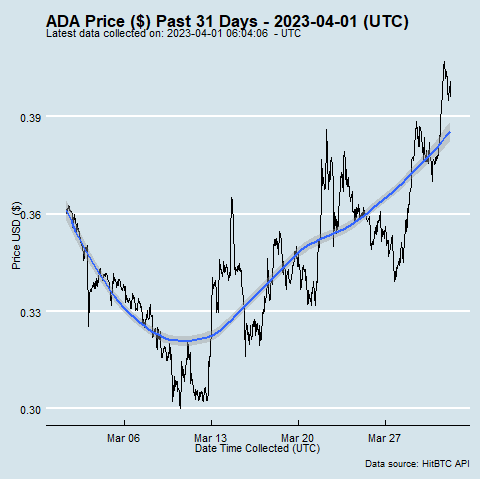 ADA Price ($) Past 31 Days - 2023-04-01 (UTC)
Latest data collected on: 2023-04-01 06:04:06 - UTC
Price USD ($)
0.39
0.36
0.33
0.30
Mar 06
Mar 13
Mar 20
Mar 27
Date Time Collected (UTC)
Data source: HitBTC API